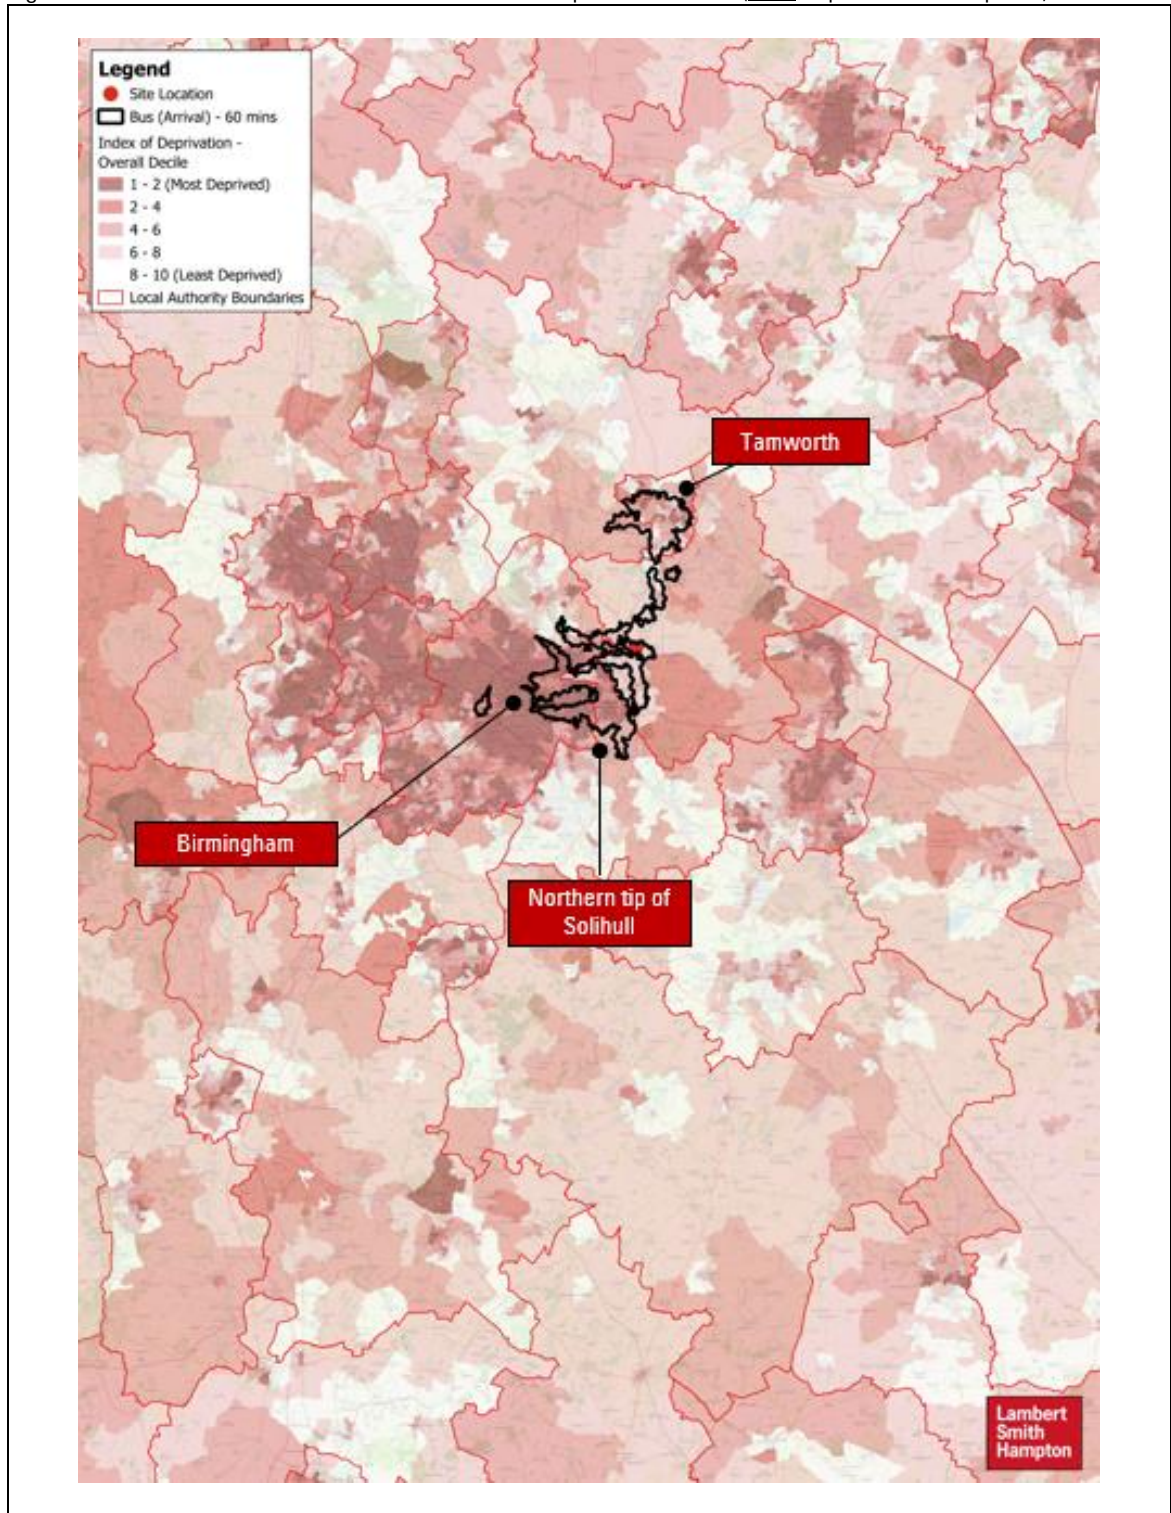 Legend
Site Location
Bus (Arrival) - 60 mins
Index of Deprivation -
Overall Decile
1 - 2 (Most Deprived)
2 - 4
4 - 6
6 - 8
8 - 10 (Least Deprived)
Local Authority Boundaries
Tamworth
Birmingham
Northern tip of
Solihull
Lambert
Smith
Hampton